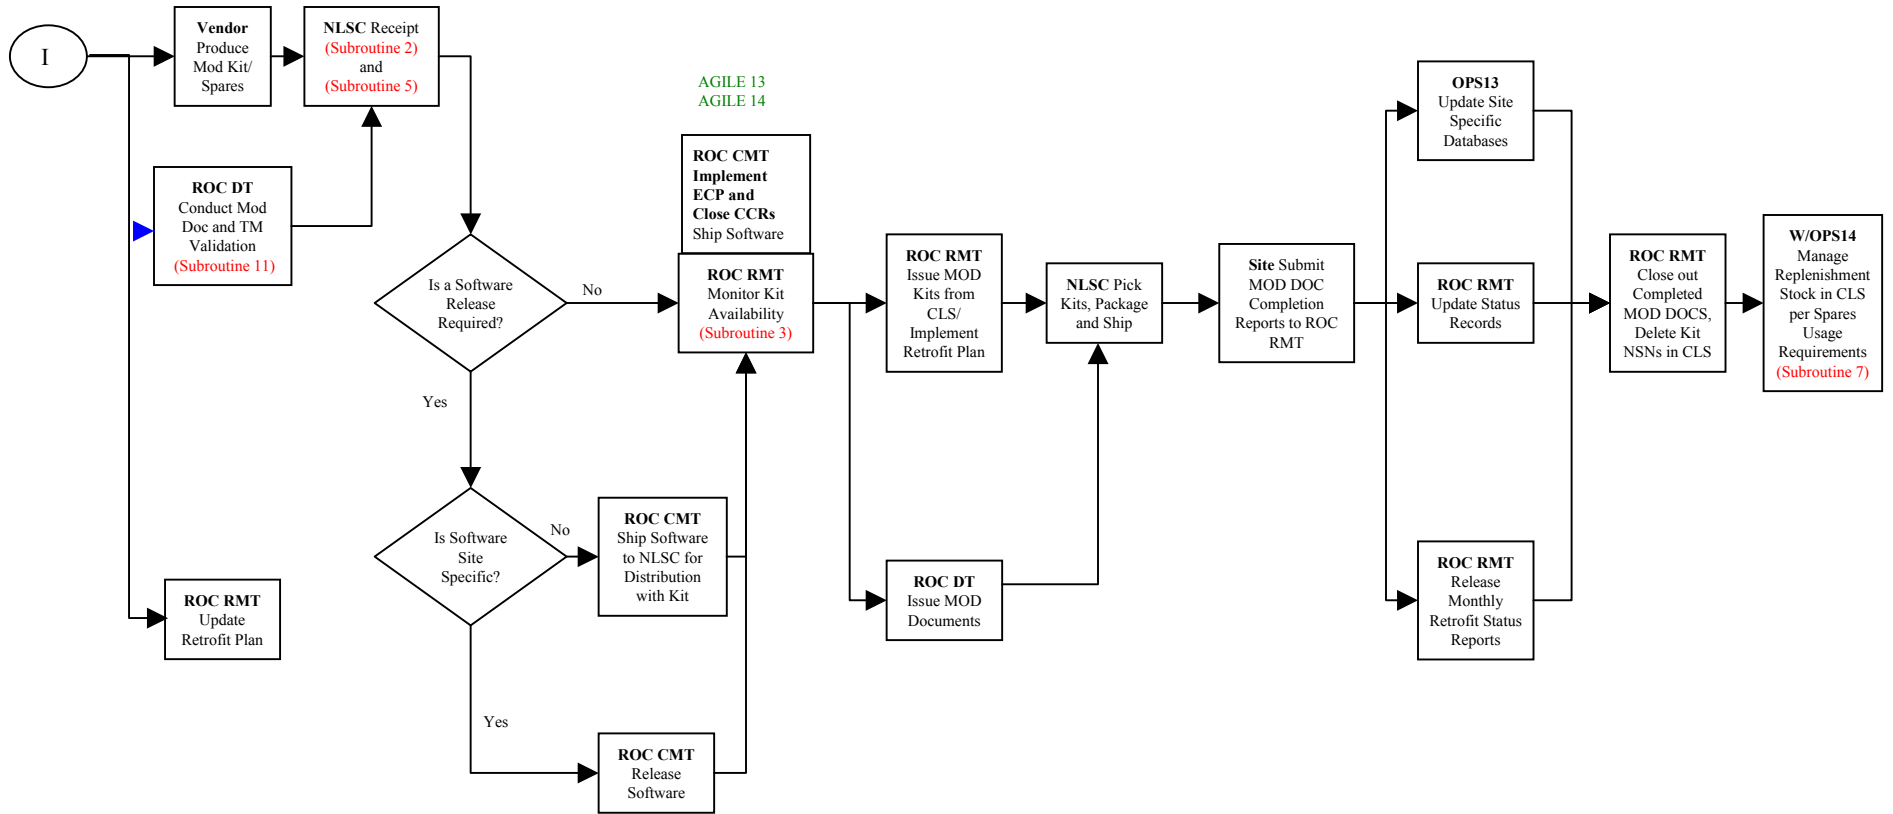 I
Vendor
Produce
Mod Kit/
Spares
NLSC Receipt
(Subroutine 2)
and
(Subroutine 5)
ROC DT
Conduct Mod
Doc and TM
Validation
(Subroutine 11)
ROC RMT
Update
Retrofit Plan
Is a Software
Release
Required?
No
Yes
Is Software
Site
Specific?
No
Yes
ROC CMT
Ship Software
to NLSC for
Distribution
with Kit
ROC CMT
Release
Software
AGILE 13
AGILE 14
ROC CMT
Implement
ECP and
Close CCRs
Ship Software
ROC RMT
Monitor Kit
Availability
(Subroutine 3)
ROC RMT
Issue MOD
Kits from
CLS/
Implement
Retrofit Plan
ROC DT
Issue MOD
Documents
NLSC Pick
Kits, Package
and Ship
Site Submit
MOD DOC
Completion
Reports to ROC
RMT
OPS13
Update Site
Specific
Databases
ROC RMT
Update Status
Records
ROC RMT
Release
Monthly
Retrofit Status
Reports
ROC RMT
Close out
Completed
MOD DOCS,
Delete Kit
NSNs in CLS
W/OPS14
Manage
Replenishment
Stock in CLS
per Spares
Usage
Requirements
(Subroutine 7)